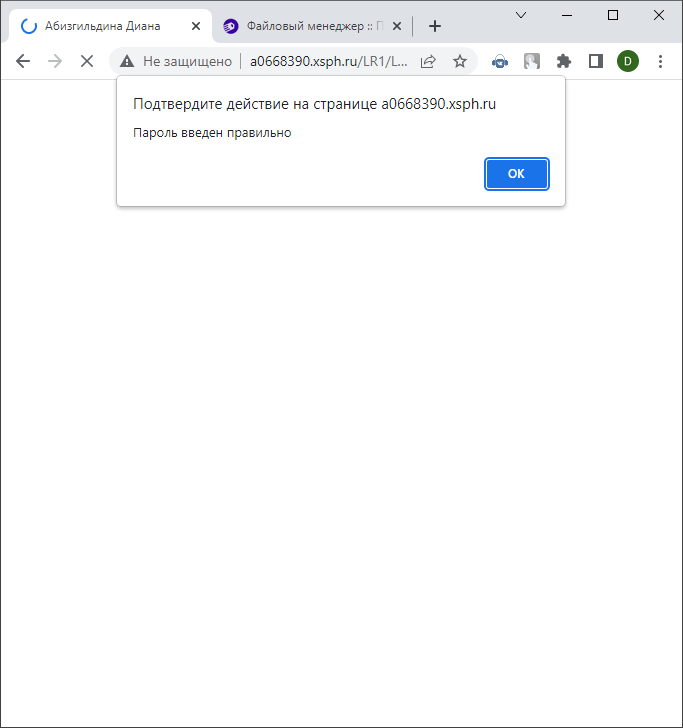 Абизгильдина Диана
Файловый менеджер :: П
Не защищено
a0668390.xsph.ru/LR1/L...
D
Подтвердите действие на странице a0668390.xsph.ru
Пароль введен правильно
ОК